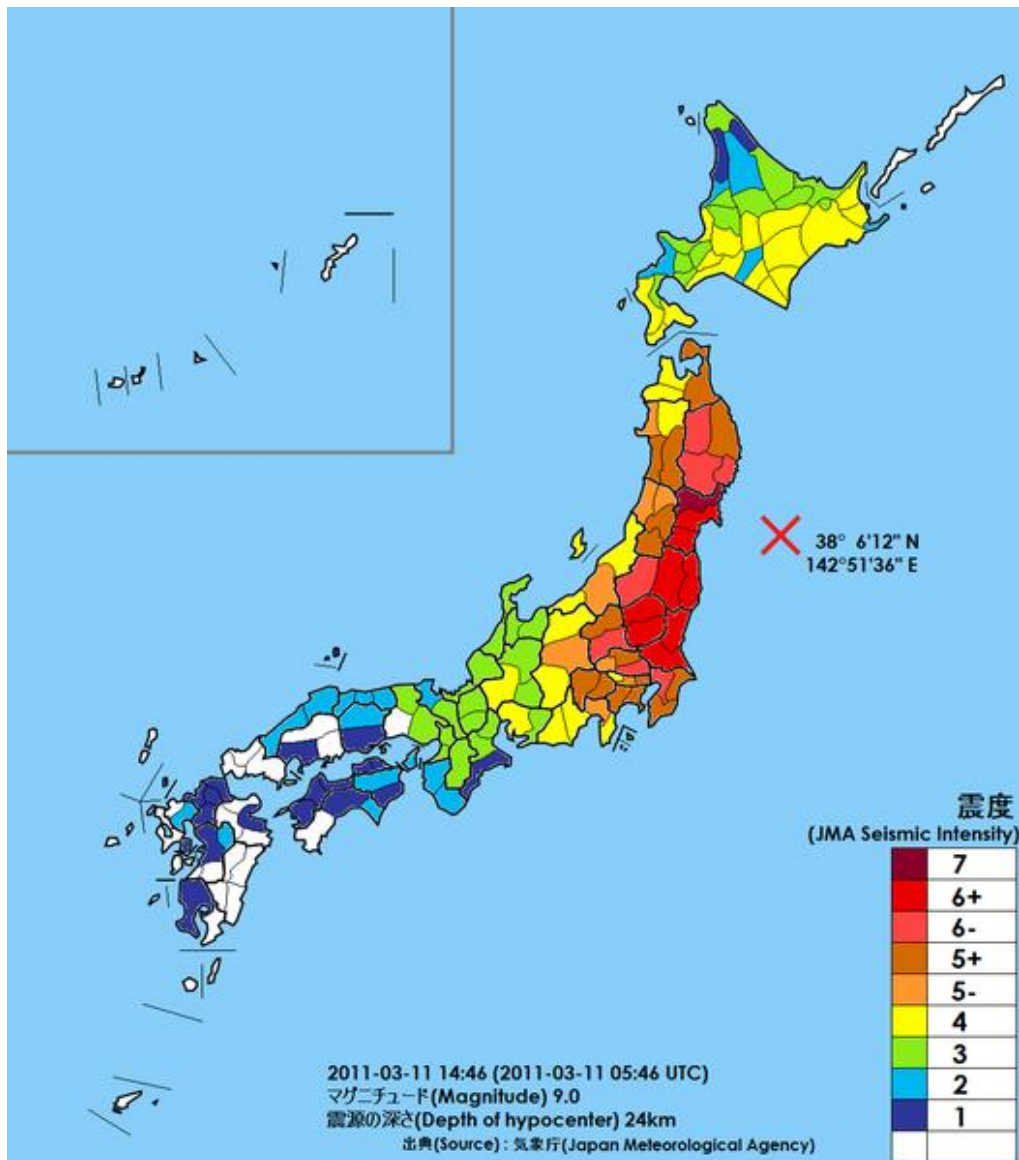 38° 6'12" N
142°51'36" E
震度
(JMA Seismic Intensity)
7
6+
6-
5+
5-
4
3
2
1
2011-03-11 14:46 (2011-03-11 05:46 UTC)
マグニチュード(Magnitude) 9.0
震源の深さ(Depth of hypocenter) 24km
出典(Source) : 気象庁(Japan Meteorological Agency)